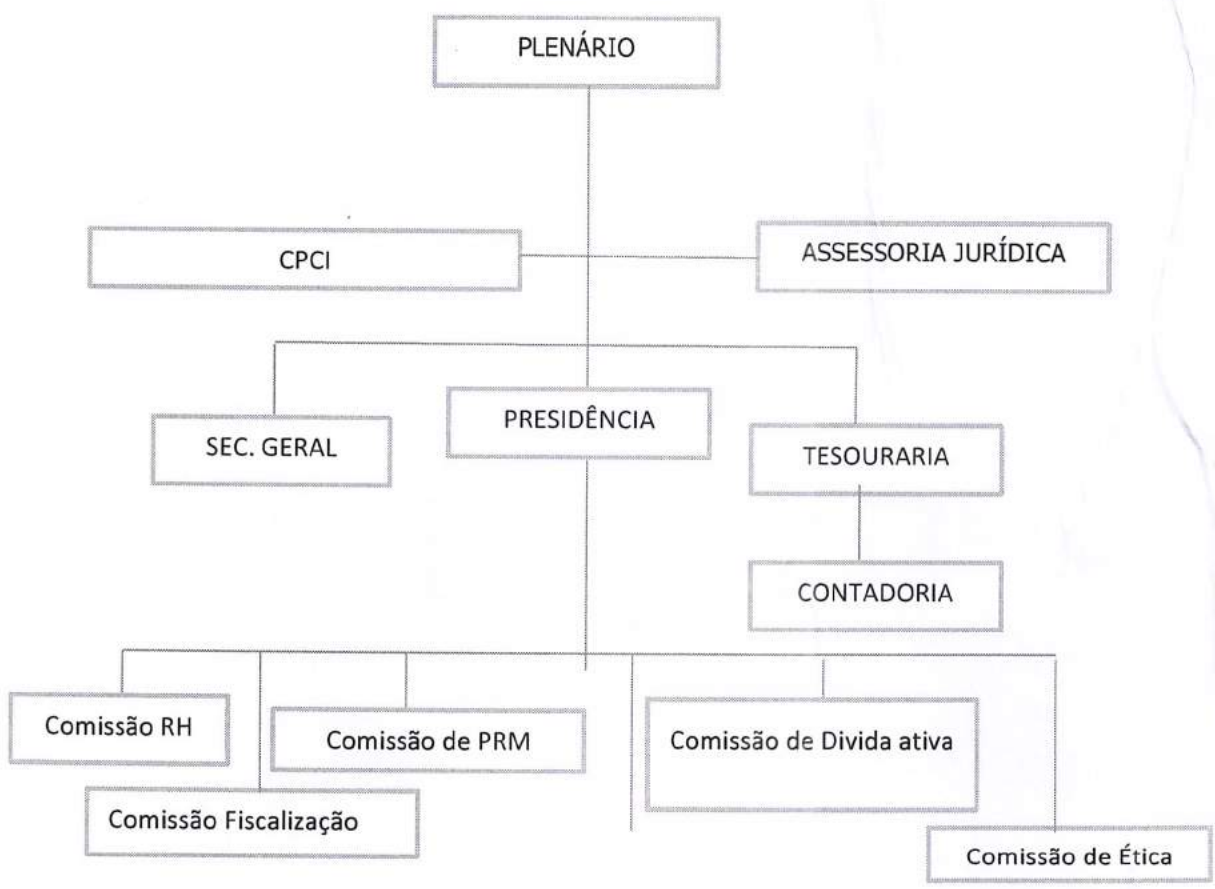 PLENÁRIO
CPCI
ASSESSORIA JURÍDICA
SEC. GERAL
PRESIDÊNCIA
TESOURARIA
CONTADORIA
Comissão RH
Comissão de PRM
Comissão de Divida ativa
Comissão Fiscalização
Comissão de Ética